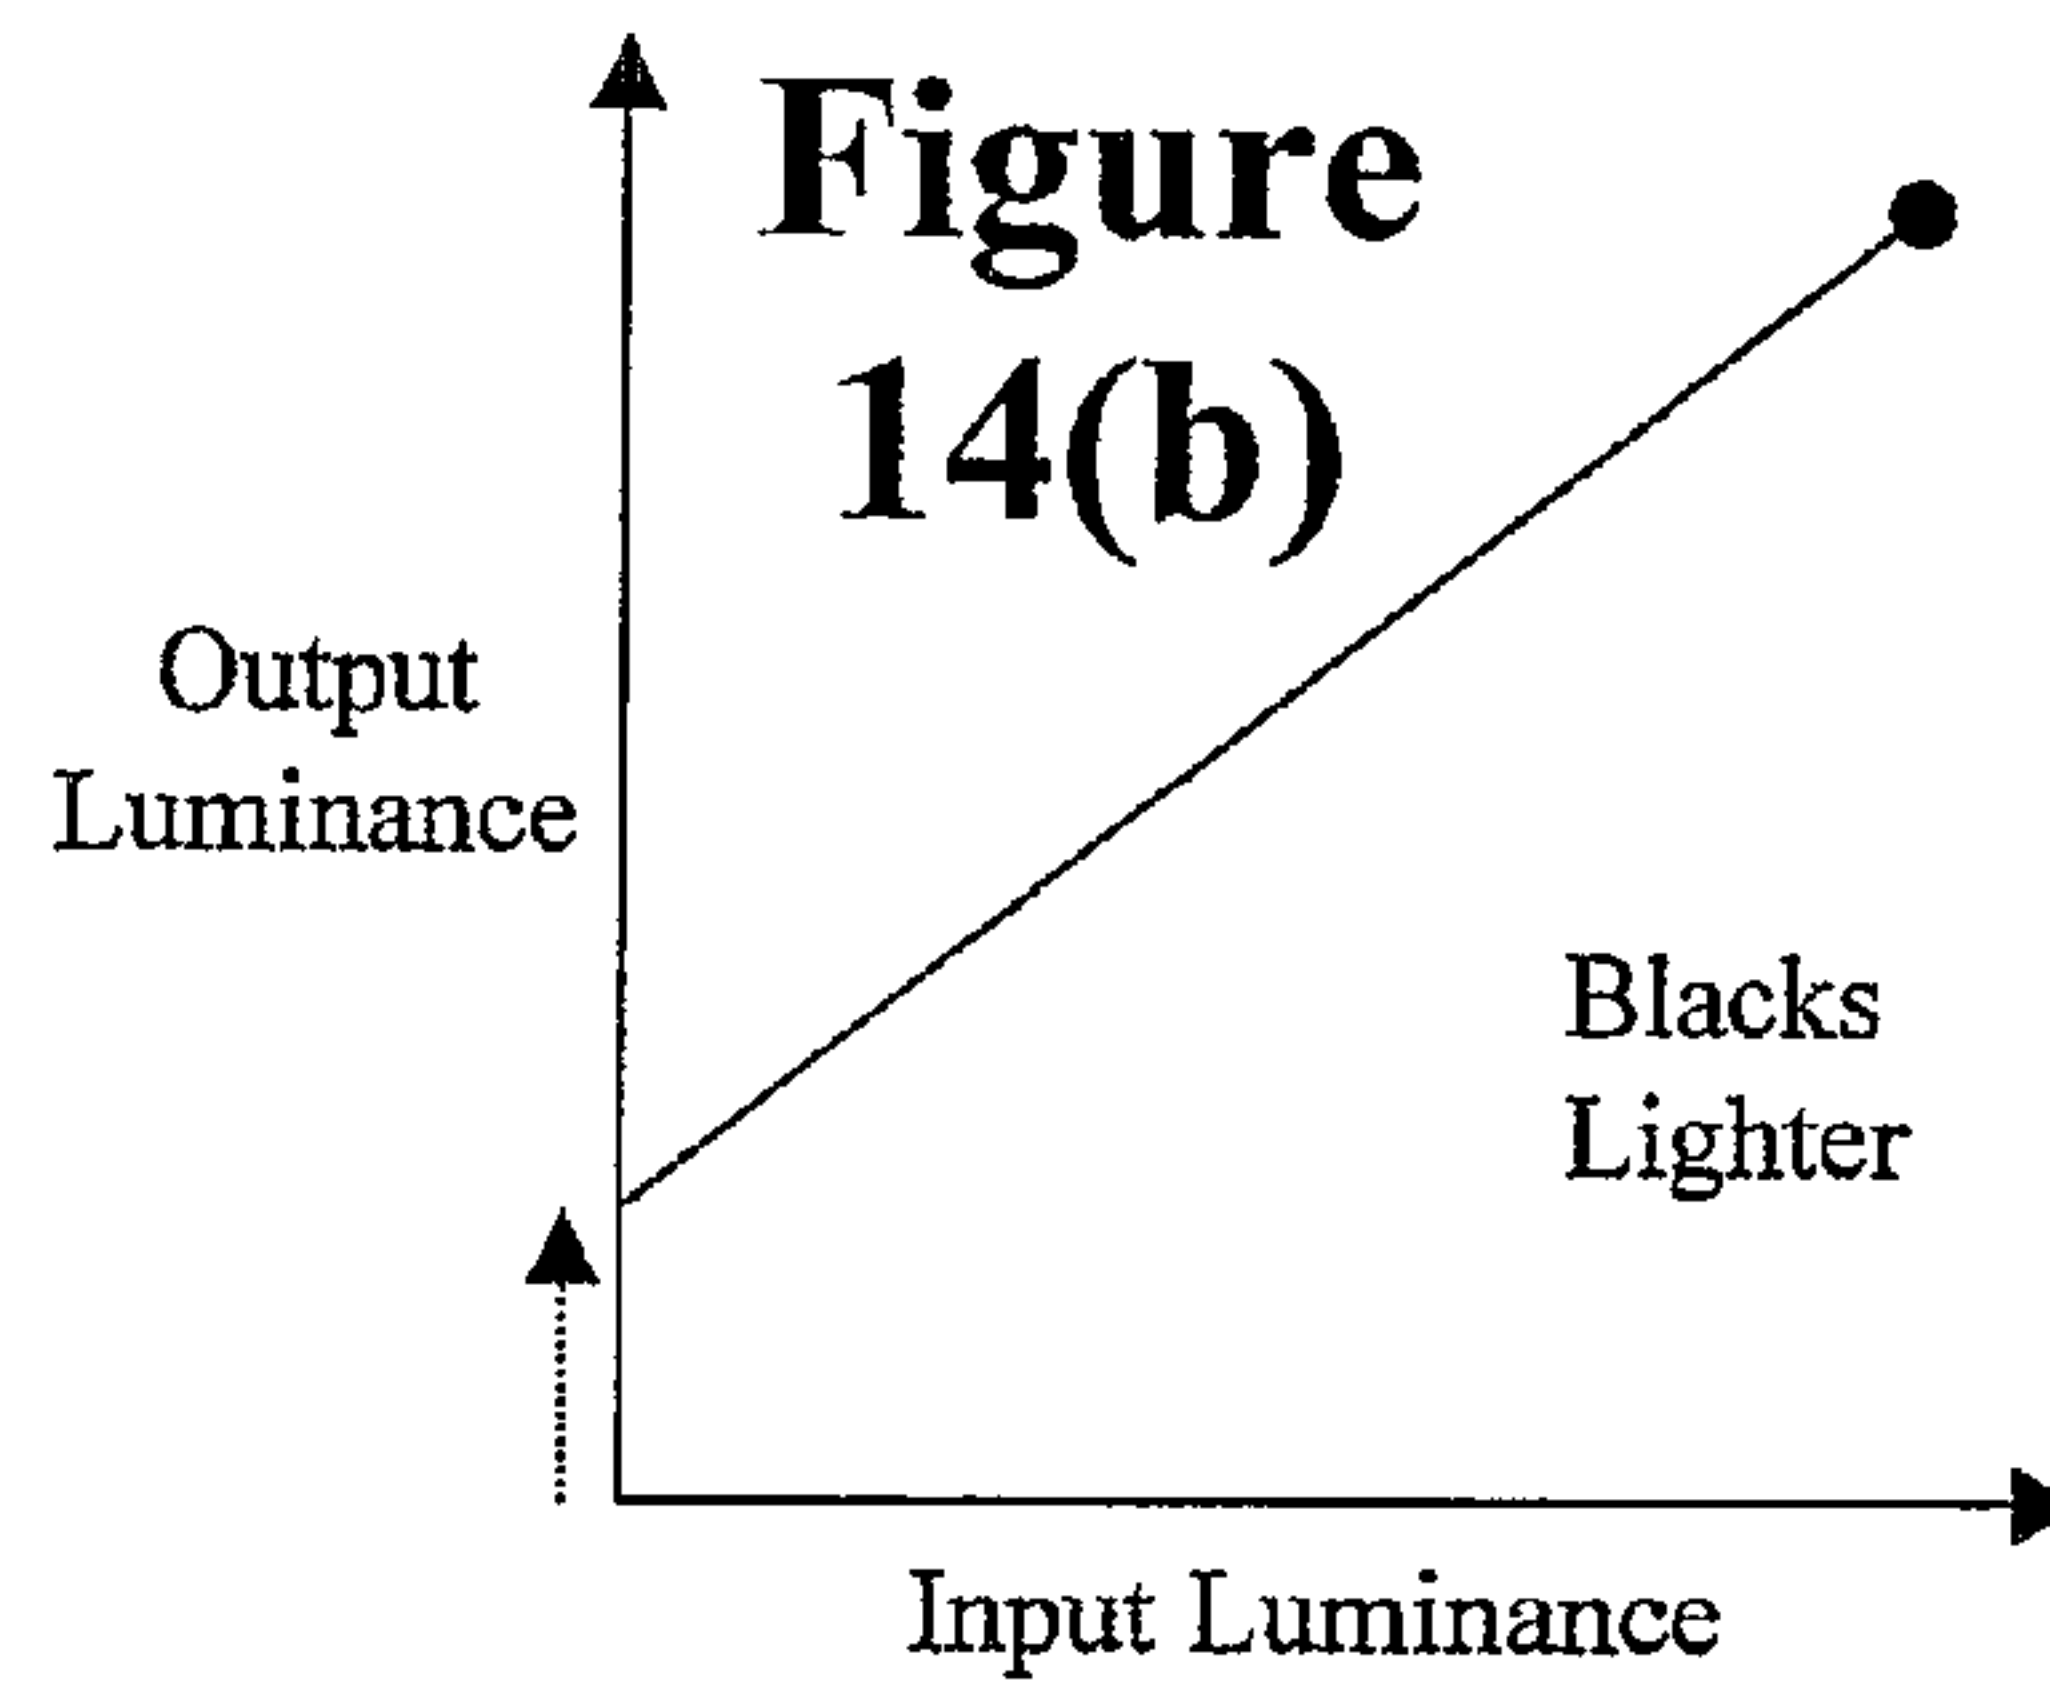 Figure
14(b)
Output
Luminance
Blacks
Lighter
Input Luminance